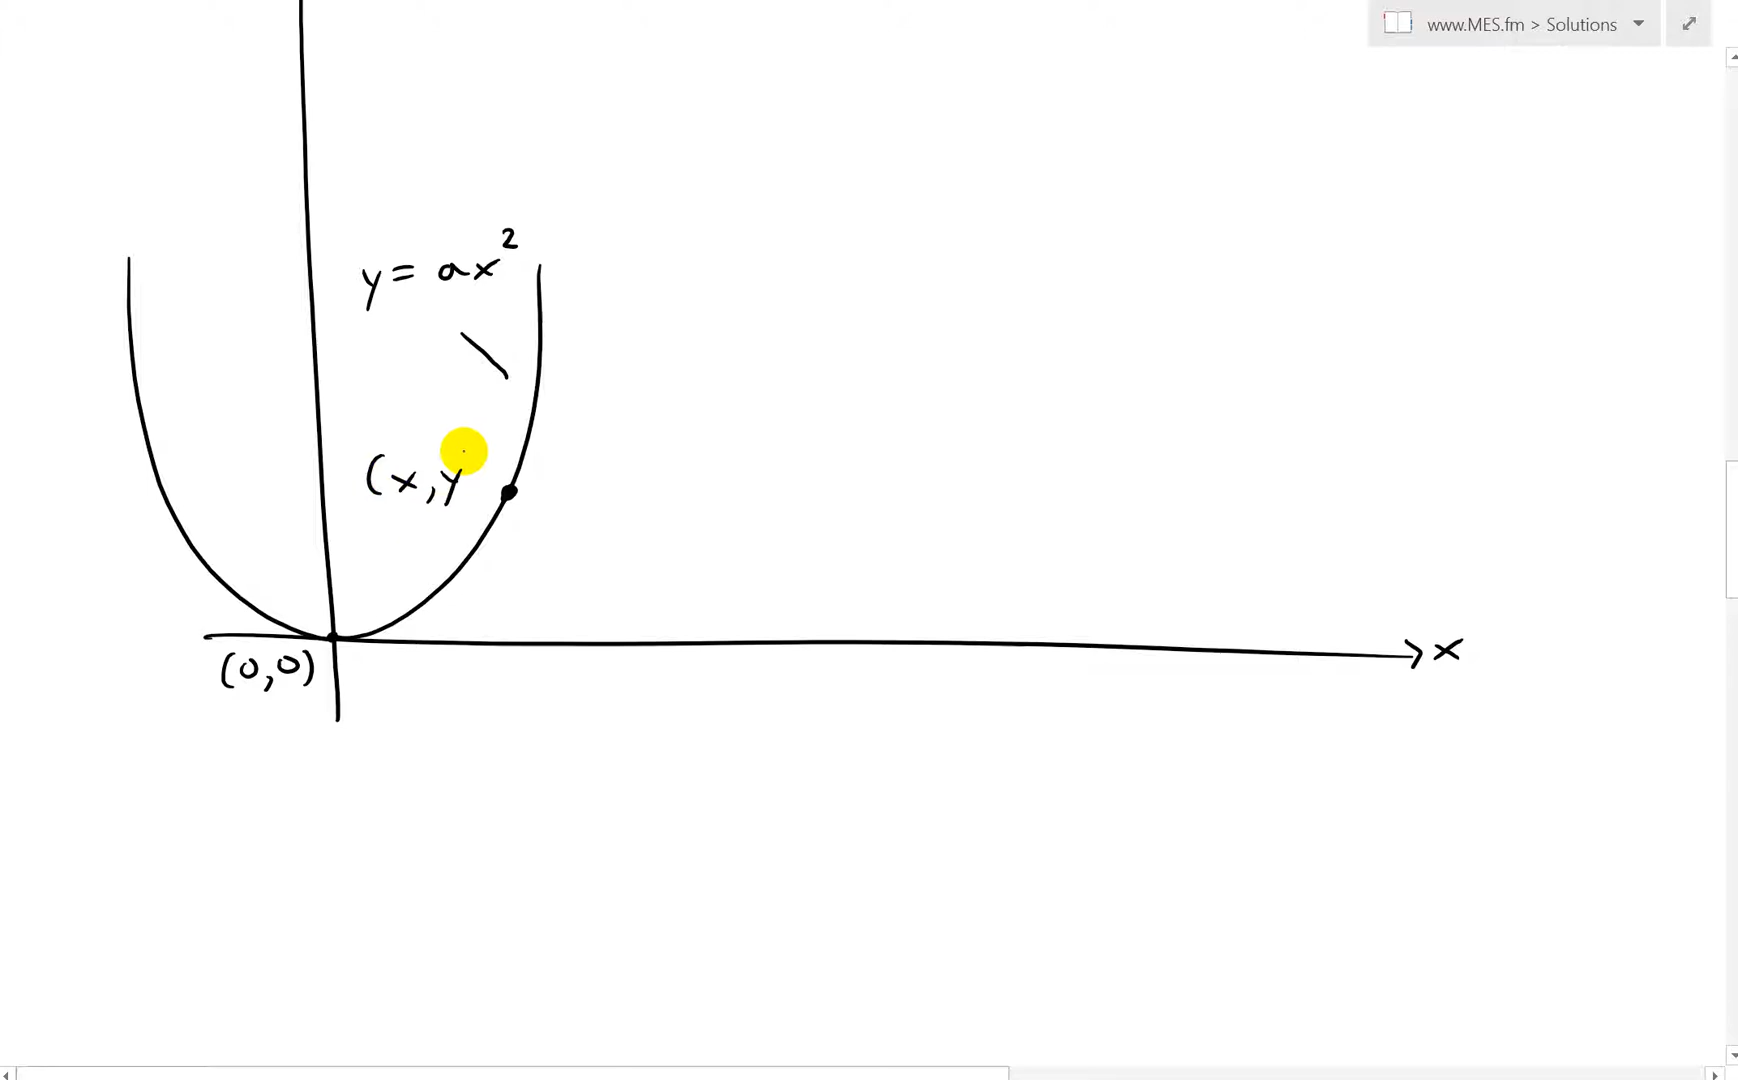 www.MES.fm > Solutions
y = ax²
(x,y
(0,0)
x